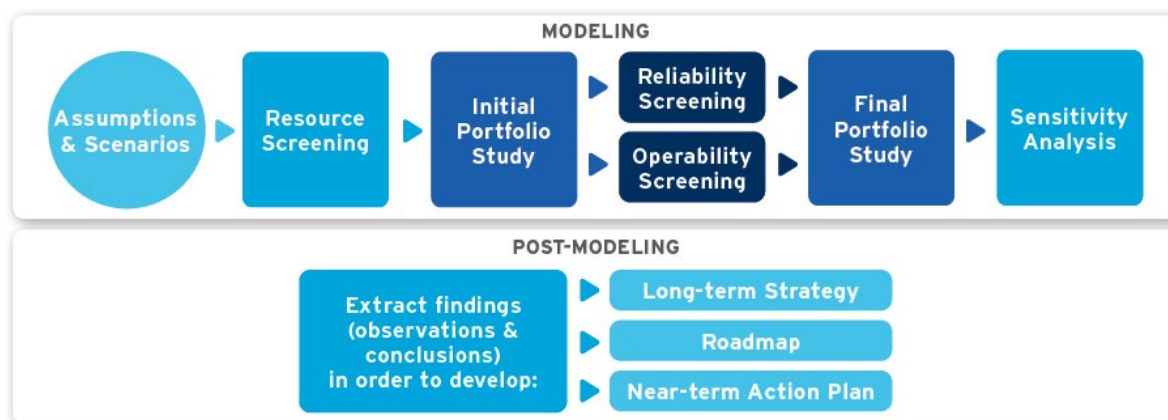 MODELING
Assumptions
& Scenarios
Resource
Screening
Initial
Portfolio
Study
Reliability
Screening
Operability
Screening
Final
Portfolio
Study
Sensitivity
Analysis
POST-MODELING
Extract findings
(observations &
conclusions)
in order to develop:
Long-term Strategy
Roadmap
Near-term Action Plan